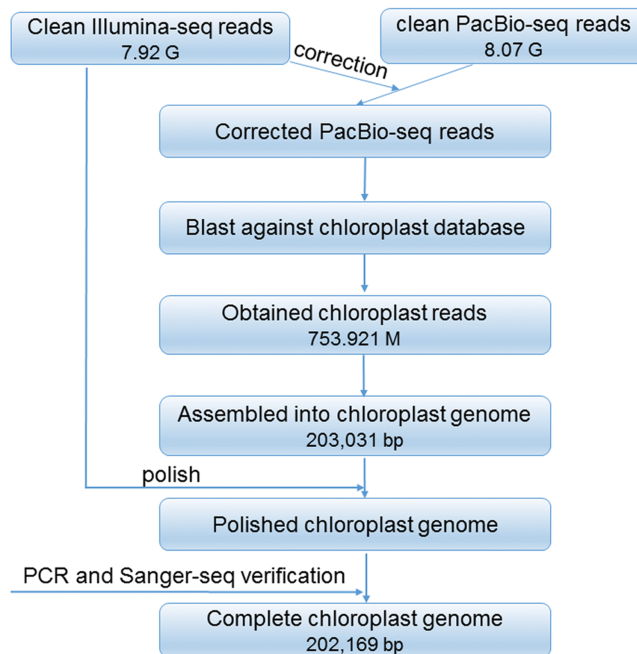 Clean Illumina-seq reads
7.92 G
clean PacBio-seq reads
8.07 G
correction
Corrected PacBio-seq reads
Blast against chloroplast database
Obtained chloroplast reads
753.921 M
Assembled into chloroplast genome
203,031 bp
polish
Polished chloroplast genome
PCR and Sanger-seq verification
Complete chloroplast genome
202,169 bp